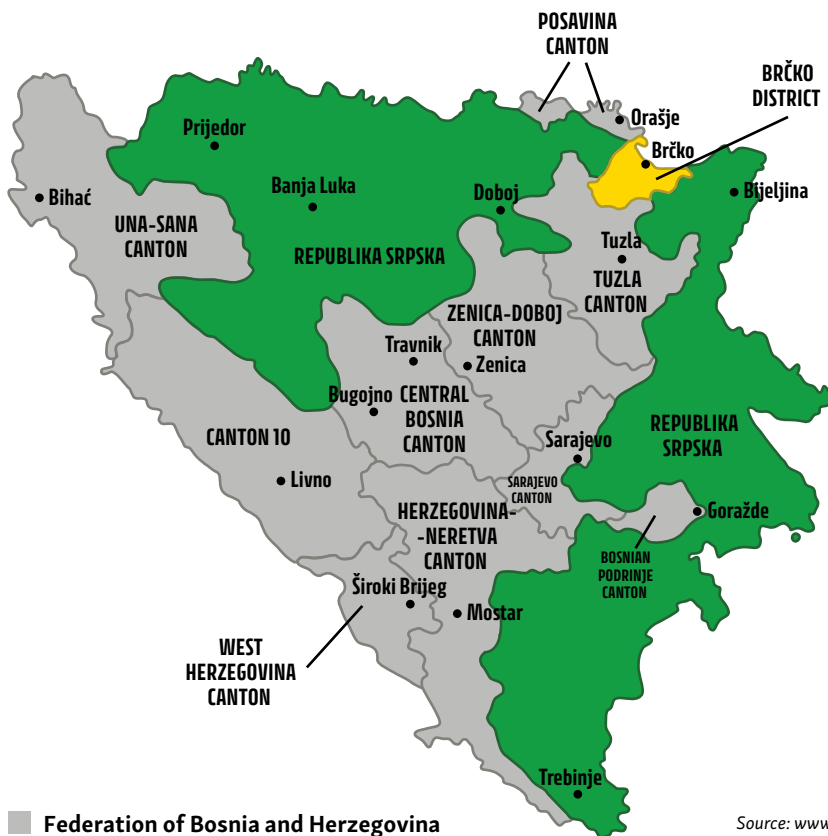 POSAVINA
CANTON
BRČKO
DISTRICT
Orašje
Brčko
Prijedor
Bihać
Banja Luka
Doboj
Bijeljina
UNA-SANA
CANTON
REPUBLIKA SRPSKA
Tuzla
TUZLA
CANTON
ZENICA-DOBOJ
CANTON
Travnik
Zenica
Bugojno
CENTRAL
BOSNIA
CANTON
CANTON 10
Livno
Sarajevo
SARAJEVO
CANTON
REPUBLIKA
SRPSKA
HERZEGOVINA-
-NERETVA
CANTON
Goražde
BOSNIAN
PODRINJE
CANTON
Široki Brijeg
Mostar
WEST
HERZEGOVINA
CANTON
Trebinje
Federation of Bosnia and Herzegovina
Source: www